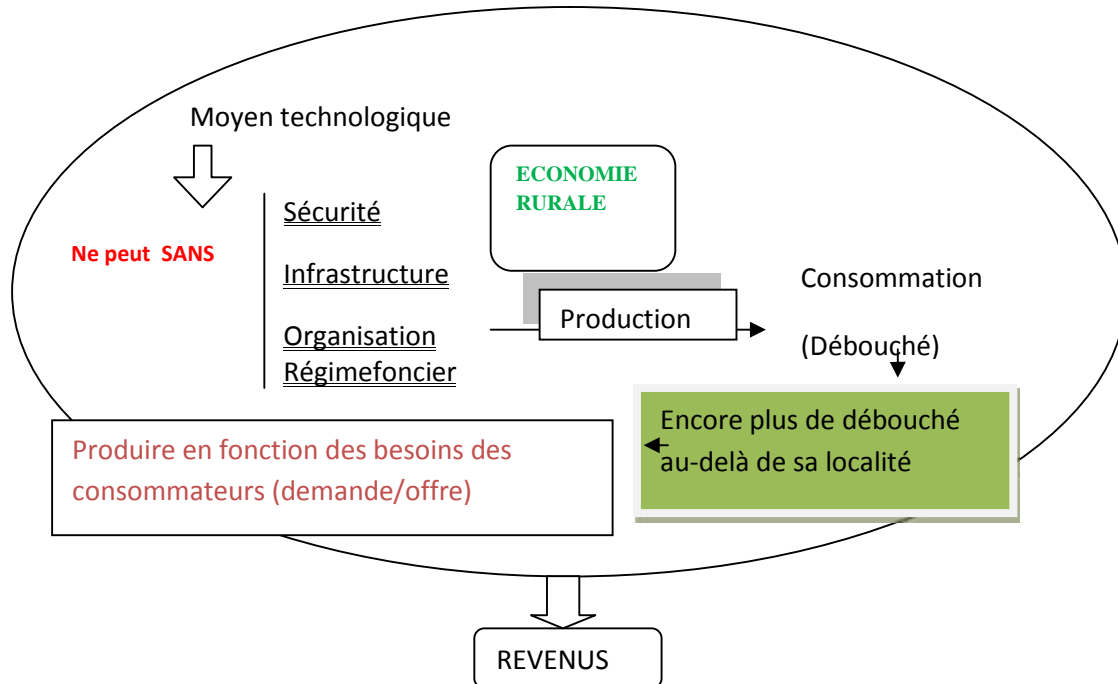 Moyen technologique
ECONOMIE
RURALE
Sécurité
Ne peut SANS
Infrastructure
Consommation
Production
Organisation
(Débouché)
Régimefoncier
Encore plus de débouché
au-delà de sa localité
Produire en fonction des besoins des
consommateurs (demande/offre)
REVENUS